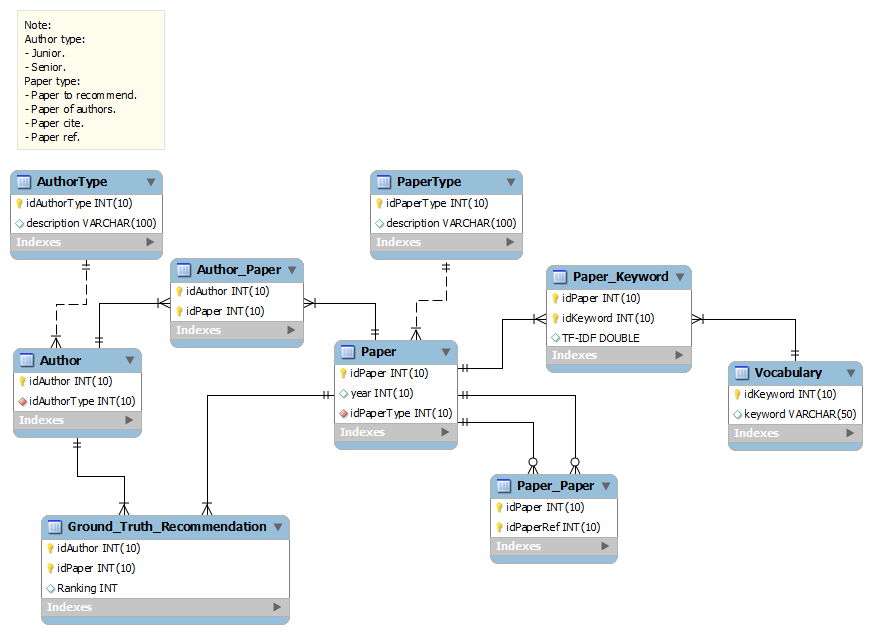 Note:
Author type:
- Junior.
- Senior.
Paper type:
- Paper to recommend.
- Paper of authors.
- Paper cite.
- Paper ref.
AuthorType
idAuthorType INT(10)
description VARCHAR(100)
Indexes
PaperType
idPaperType INT(10)
description VARCHAR(100)
Indexes
Author_Paper
idAuthor INT(10)
idPaper INT(10)
Indexes
Paper_Keyword
idPaper INT(10)
idKeyword INT(10)
TF-IDF DOUBLE
Indexes
Author
idAuthor INT(10)
idAuthorType INT(10)
Indexes
Paper
idPaper INT(10)
year INT(10)
idPaperType INT(10)
Indexes
Vocabulary
idKeyword INT(10)
keyword VARCHAR(50)
Indexes
Paper_Paper
idPaper INT(10)
idPaperRef INT(10)
Indexes
Ground_Truth_Recommendation
idAuthor INT(10)
idPaper INT(10)
Ranking INT
Indexes